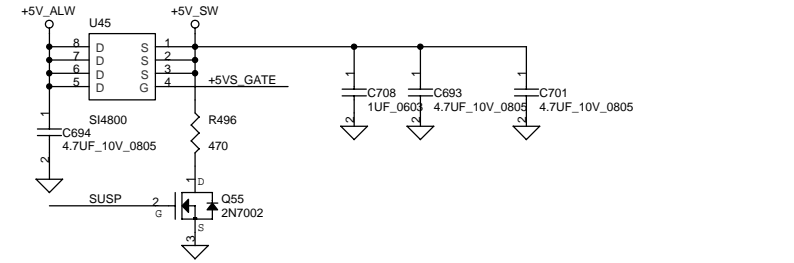 +5V_ALW
+5V_SW
U45
8 D S 1
7 D S 2
6 D S 3
5 D G 4
+5VS_GATE
SI4800
1
C694
4.7UF_10V_0805
2
R496
470
1
C708
1UF_0603
2
1
C693
4.7UF_10V_0805
2
1
C701
4.7UF_10V_0805
2
SUSP
1 D
2
G
Q55
2N7002
S
3